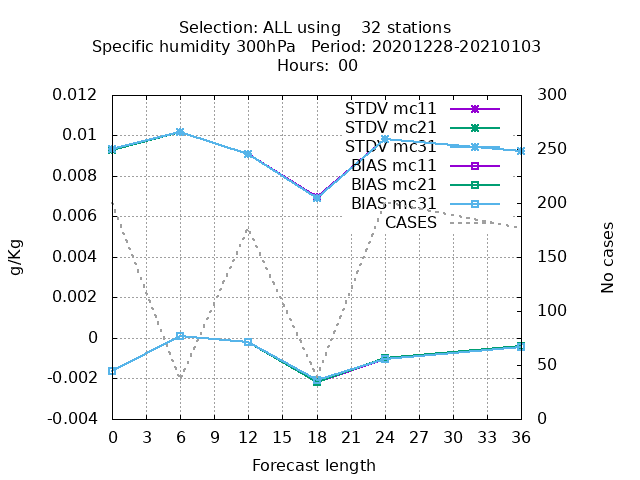 Selection: ALL using    32 stations
Specific humidity 300hPa   Period: 20201228-20210103
Hours: 00
0.012
0.01
0.008
0.006
0.004
0.002
0
-0.002
-0.004
g/Kg
STDV mc11
STDV mc21
STDV mc31
BIAS mc11
BIAS mc21
BIAS mc31
CASES
300
250
200
150
100
50
0
No cases
0 3 6 9 12 15 18 21 24 27 30 33 36
Forecast length